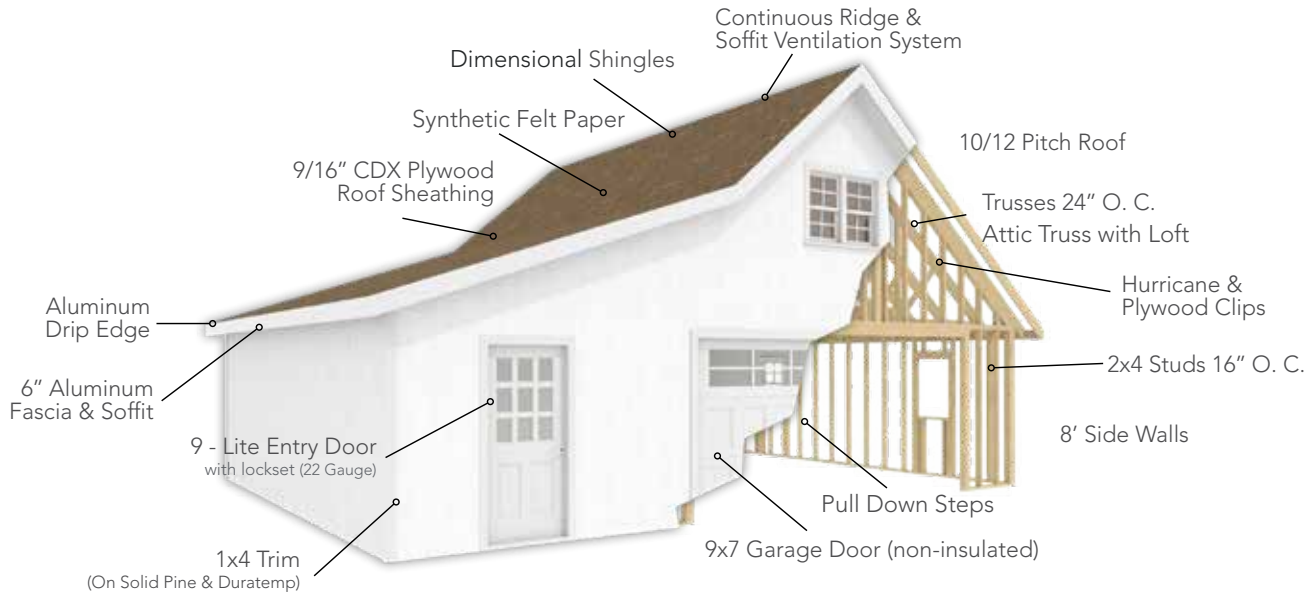 Continuous Ridge &
Soffit Ventilation System
Dimensional Shingles
Synthetic Felt Paper
9/16" CDX Plywood
Roof Sheathing
10/12 Pitch Roof
Trusses 24" O. C.
Attic Truss with Loft
Hurricane &
Plywood Clips
Aluminum
Drip Edge
6" Aluminum
Fascia & Soffit
2x4 Studs 16" O. C.
9 - Lite Entry Door
with lockset (22 Gauge)
8' Side Walls
Pull Down Steps
9x7 Garage Door (non-insulated)
1x4 Trim
(On Solid Pine & Duratemp)